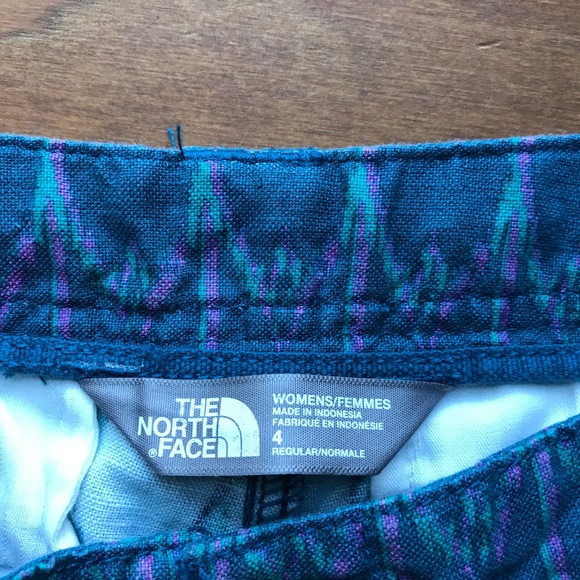 THE
NORTH
®FACE
WOMENS/FEMMES
MADE IN INDONESIA
FABRIQUÉ EN INDONÉSIE
4
REGULAR/NORMALE